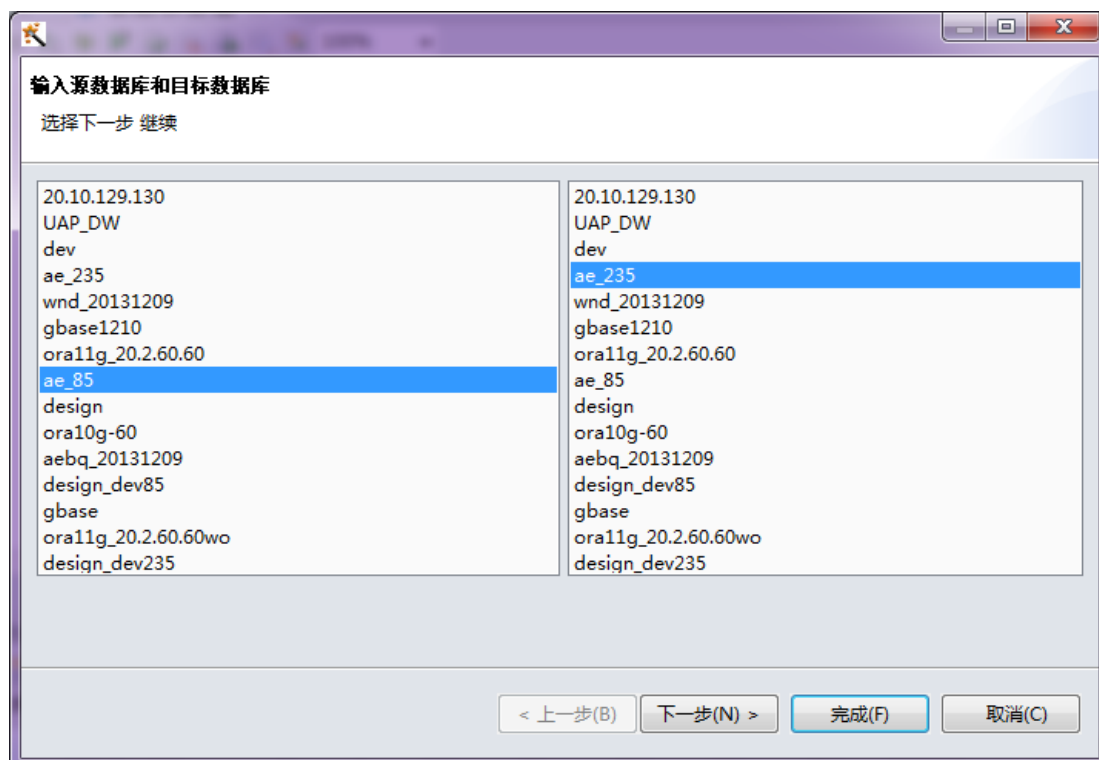 输入源数据库和目标数据库
选择下一步 继续
20.10.129.130
UAP_DW
dev
ae_235
wnd_20131209
gbase1210
ora11g_20.2.60.60
ae_85
design
ora10g-60
aebq_20131209
design_dev85
gbase
ora11g_20.2.60.60wo
design_dev235
20.10.129.130
UAP_DW
dev
ae_235
wnd_20131209
gbase1210
ora11g_20.2.60.60
ae_85
design
ora10g-60
aebq_20131209
design_dev85
gbase
ora11g_20.2.60.60wo
design_dev235
< 上一步(B) 下一步(N) > 完成(F) 取消(C)